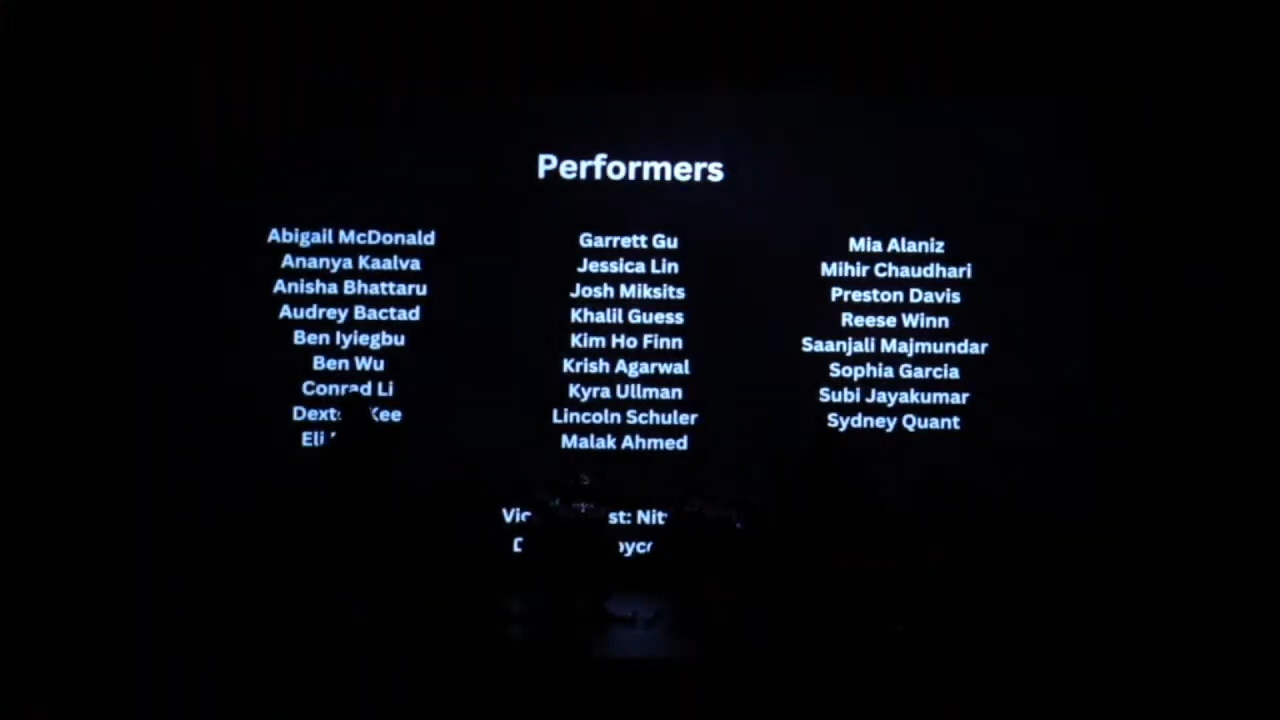 Performers
Abigail McDonald
Ananya Kaalva
Anisha Bhattaru
Audrey Bactad
Ben Iyiegbu
Ben Wu
Conrad Li
Eli
Garrett Gu
Jessica Lin
Josh Miksits
Khalil Guess
Kim Ho Finn
Krish Agarwal
Kyra Ullman
Lincoln Schuler
Malak Ahmed
Mia Alaniz
Mihir Chaudhari
Preston Davis
Reese Winn
Saanjali Majmundar
Sophia Garcia
Subi Jayakumar
Sydney Quant